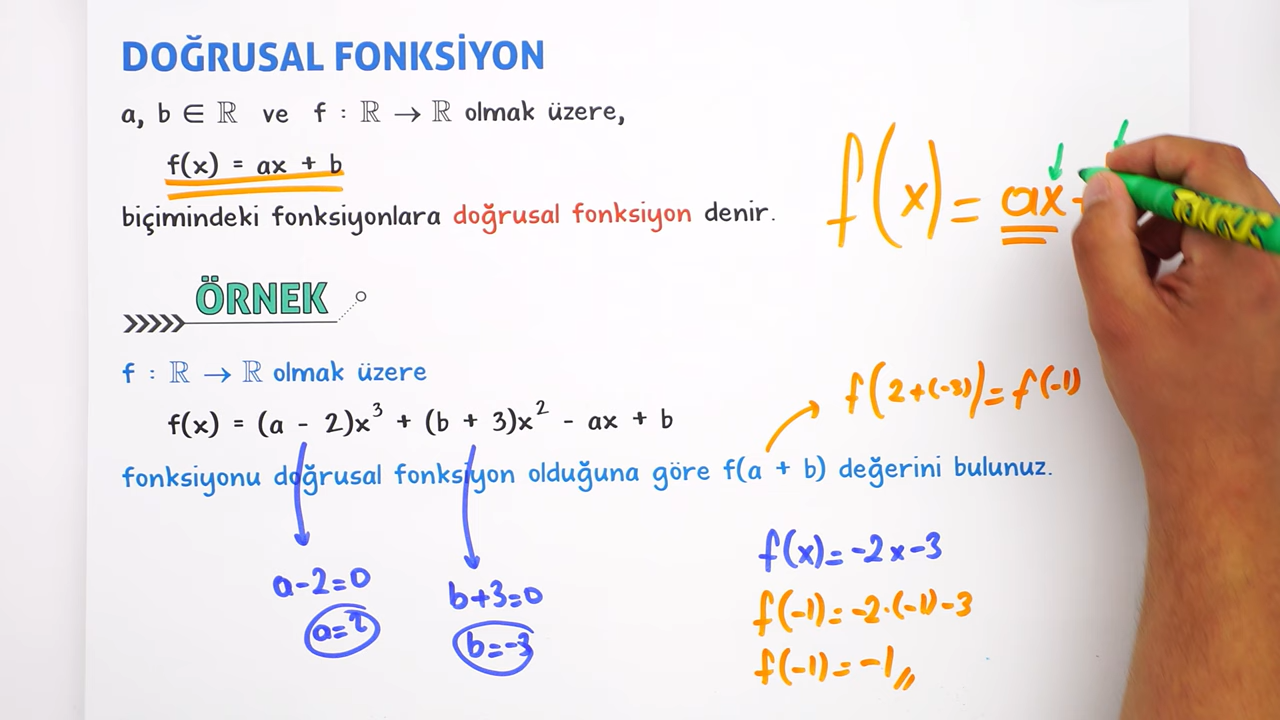 DOĞRUSAL FONKSİYON
a, b ∈ ℝ ve f : ℝ → ℝ olmak üzere,
f(x) = ax + b
f(x) = ax
biçimindeki fonksiyonlara doğrusal fonksiyon denir.
ÖRNEK
f : ℝ → ℝ olmak üzere
f(x) = (a - 2)x³ + (b + 3)x² - ax + b
f(2+(-3))=f(-1)
fonksiyonu doğrusal fonksiyon olduğuna göre f(a + b) değerini bulunuz.
a-2=0
a=2
b+3=0
b=-3
f(x)=-2x-3
f(-1)=-2.(-1)-3
f(-1)=-1